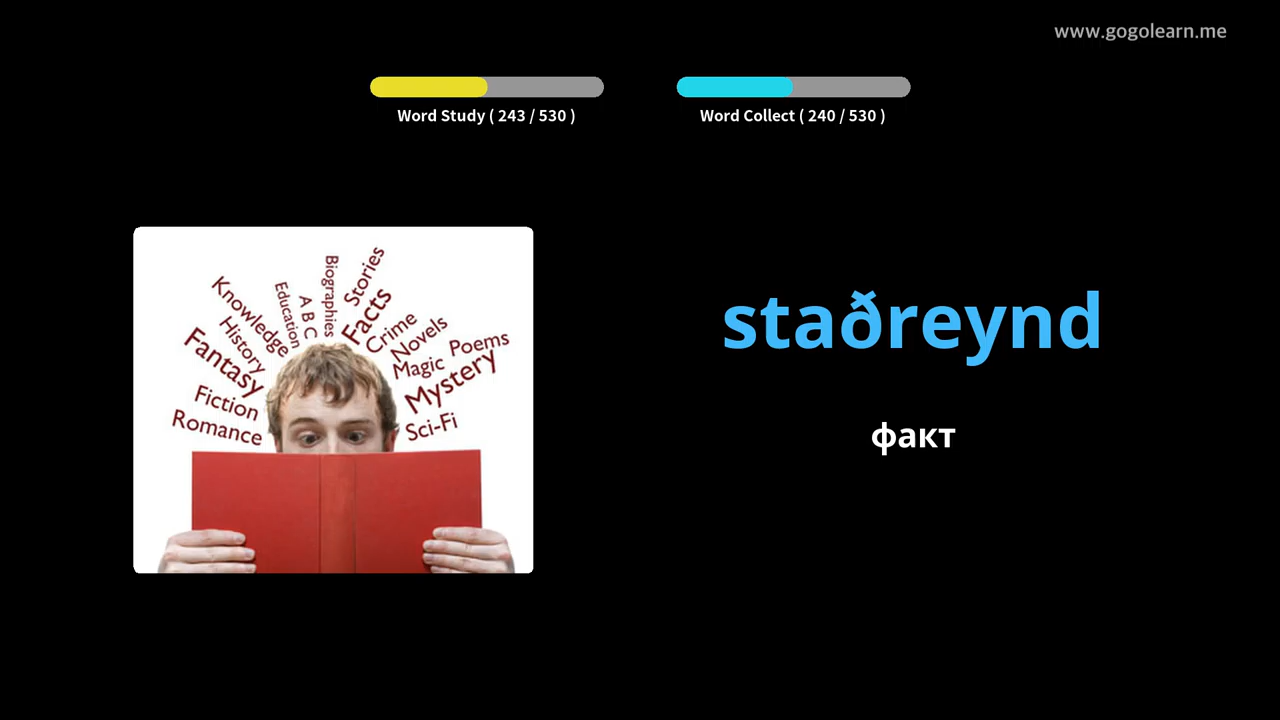 www.gogolearn.me
Word Study ( 243 / 530 )
Word Collect ( 240 / 530 )
Biographies
Stories
Knowledge
Education
A B C
Facts
Crime
History
Novels
Fantasy
Magic
Poems
Mystery
Fiction
Romance
Sci-Fi
staðreynd
факт